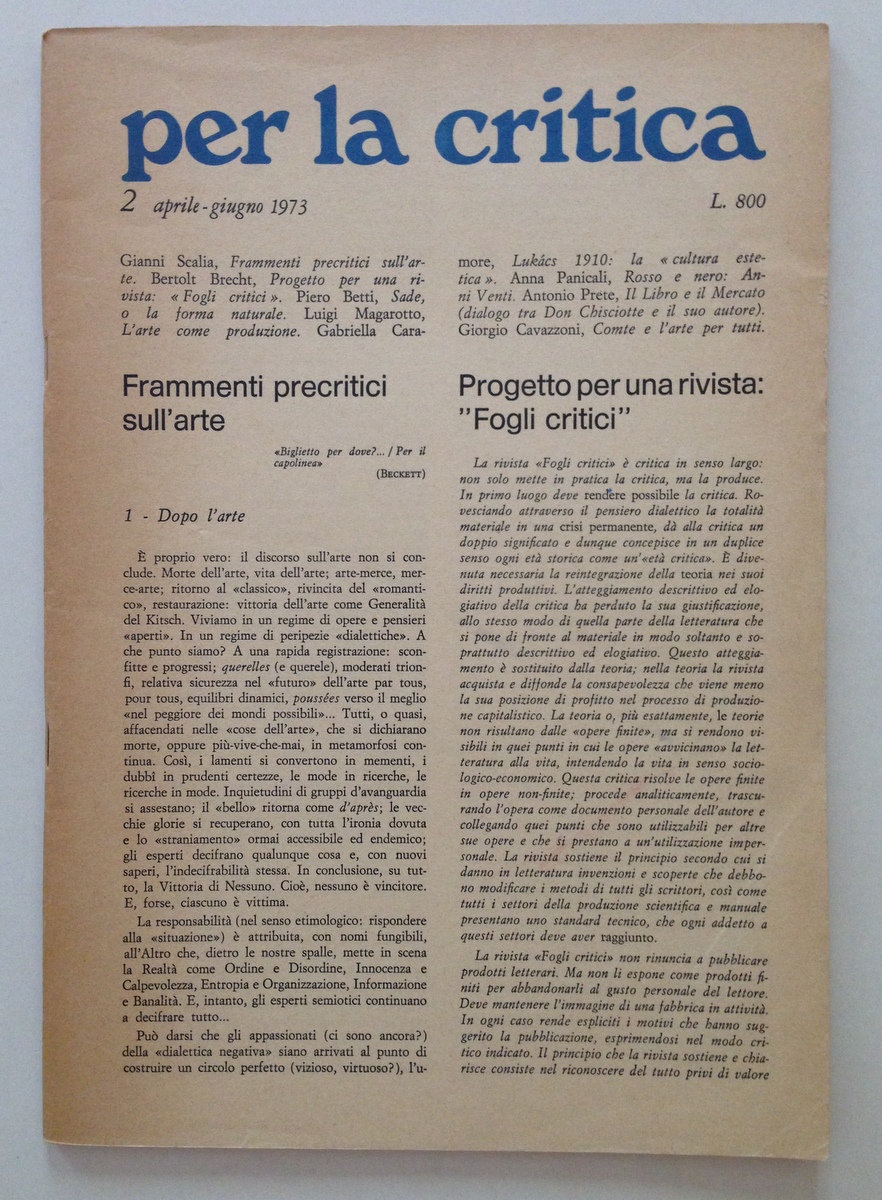 per la critica
2 aprile-giugno 1973
L. 800
Gianni Scalia, Frammenti precritici sull'ar-
te. Bertolt Brecht, Progetto per una ri-
vista: «Fogli critici». Piero Betti, Sade,
o la forma naturale. Luigi Magarotto,
L'arte come produzione. Gabriella Cara-
more, Lukács 1910: la «cultura este-
tica». Anna Panicali, Rosso e nero: An-
ni Venti. Antonio Prete, Il Libro e il Mercato
(dialogo tra Don Chisciotte e il suo autore).
Giorgio Cavazzoni, Comte e l'arte per tutti.
Frammenti precritici
sull'arte
«Biglietto per dove?... / Per il
capolinea»
(BECKETT)
1 - Dopo l'arte
È proprio vero: il discorso sull'arte non si con-
clude. Morte dell'arte, vita dell'arte; arte-merce, mer-
ce-arte; ritorno al «classico», rivincita del «romanti-
co», restaurazione: vittoria dell'arte come Generalità
del Kitsch. Viviamo in un regime di opere e pensieri
«aperti». In un regime di peripezie «dialettiche». A
che punto siamo? A una rapida registrazione: scon-
fitte e progressi; querelles (e querele), moderati trion-
fi, relativa sicurezza nel «futuro» dell'arte par tous,
pour tous, equilibri dinamici, poussées verso il meglio
«nel peggiore dei mondi possibili»... Tutti, o quasi,
affacendati nelle «cose dell'arte», che si dichiarano
morte, oppure più-vive-che-mai, in metamorfosi con-
tinua. Così, i lamenti si convertono in mementi, i
dubbî in prudenti certezze, le mode in ricerche, le
ricerche in mode. Inquietudini di gruppi d'avanguardia
si assestano; il «bello» ritorna come d'après; le vec-
chie glorie si recuperano, con tutta l'ironia dovuta
e lo «straniamento» ormai accessibile ed endemico;
gli esperti decifrano qualunque cosa e, con nuovi
saperi, l'indecifrabilità stessa. In conclusione, su tut-
to, la Vittoria di Nessuno. Cioè, nessuno è vincitore.
E, forse, ciascuno è vittima.
La responsabilità (nel senso etimologico: rispondere
alla «situazione») è attribuita, con nomi fungibili,
all'Altro che, dietro le nostre spalle, mette in scena
la Realtà come Ordine e Disordine, Innocenza e
Calpevolezza, Entropia e Organizzazione, Informazione
e Banalità. E, intanto, gli esperti semiotici continuano
a decifrare tutto...
Può darsi che gli appassionati (ci sono ancora?)
della «dialettica negativa» siano arrivati al punto di
costruire un circolo perfetto (vizioso, virtuoso?), l'u-
Progetto per una rivista:
"Fogli critici"
La rivista «Fogli critici» è critica in senso largo:
non solo mette in pratica la critica, ma la produce.
In primo luogo deve rendere possibile la critica. Ro-
vesciando attraverso il pensiero dialettico la totalità
materiale in una crisi permanente, dà alla critica un
doppio significato e dunque concepisce in un duplice
senso ogni età storica come un'«età critica». È dive-
nuta necessaria la reintegrazione della teoria nei suoi
diritti produttivi. L'atteggiamento descrittivo ed elo-
giativo della critica ha perduto la sua giustificazione,
allo stesso modo di quella parte della letteratura che
si pone di fronte al materiale in modo soltanto e so-
prattutto descrittivo ed elogiativo. Questo atteggia-
mento è sostituito dalla teoria; nella teoria la rivista
acquista e diffonde la consapevolezza che viene meno
la sua posizione di profitto nel processo di produzio-
ne capitalistico. La teoria o, più esattamente, le teorie
non risultano dalle «opere finite», ma si rendono vi-
sibili in quei punti in cui le opere «avvicinano» la let-
teratura alla vita, intendendo la vita in senso socio-
logico-economico. Questa critica risolve le opere finite
in opere non-finite; procede analiticamente, trascu-
rando l'opera come documento personale dell'autore e
collegando quei punti che sono utilizzabili per altre
sue opere e che si prestano a un'utilizzazione imper-
sonale. La rivista sostiene il principio secondo cui si
danno in letteratura invenzioni e scoperte che debbo-
no modificare i metodi di tutti gli scrittori, così come
tutti i settori della produzione scientifica e manuale
presentano uno standard tecnico, che ogni addetto a
questi settori deve aver raggiunto.
La rivista «Fogli critici» non rinuncia a pubblicare
prodotti letterari. Ma non li espone come prodotti fi-
niti per abbandonarli al gusto personale del lettore.
Deve mantenere l'immagine di una fabbrica in attività.
In ogni caso rende espliciti i motivi che hanno sug-
gerito la pubblicazione, esprimendosi nel modo cri-
tico indicato. Il principio che la rivista sostiene e chia-
risce consiste nel riconoscere del tutto privi di valore